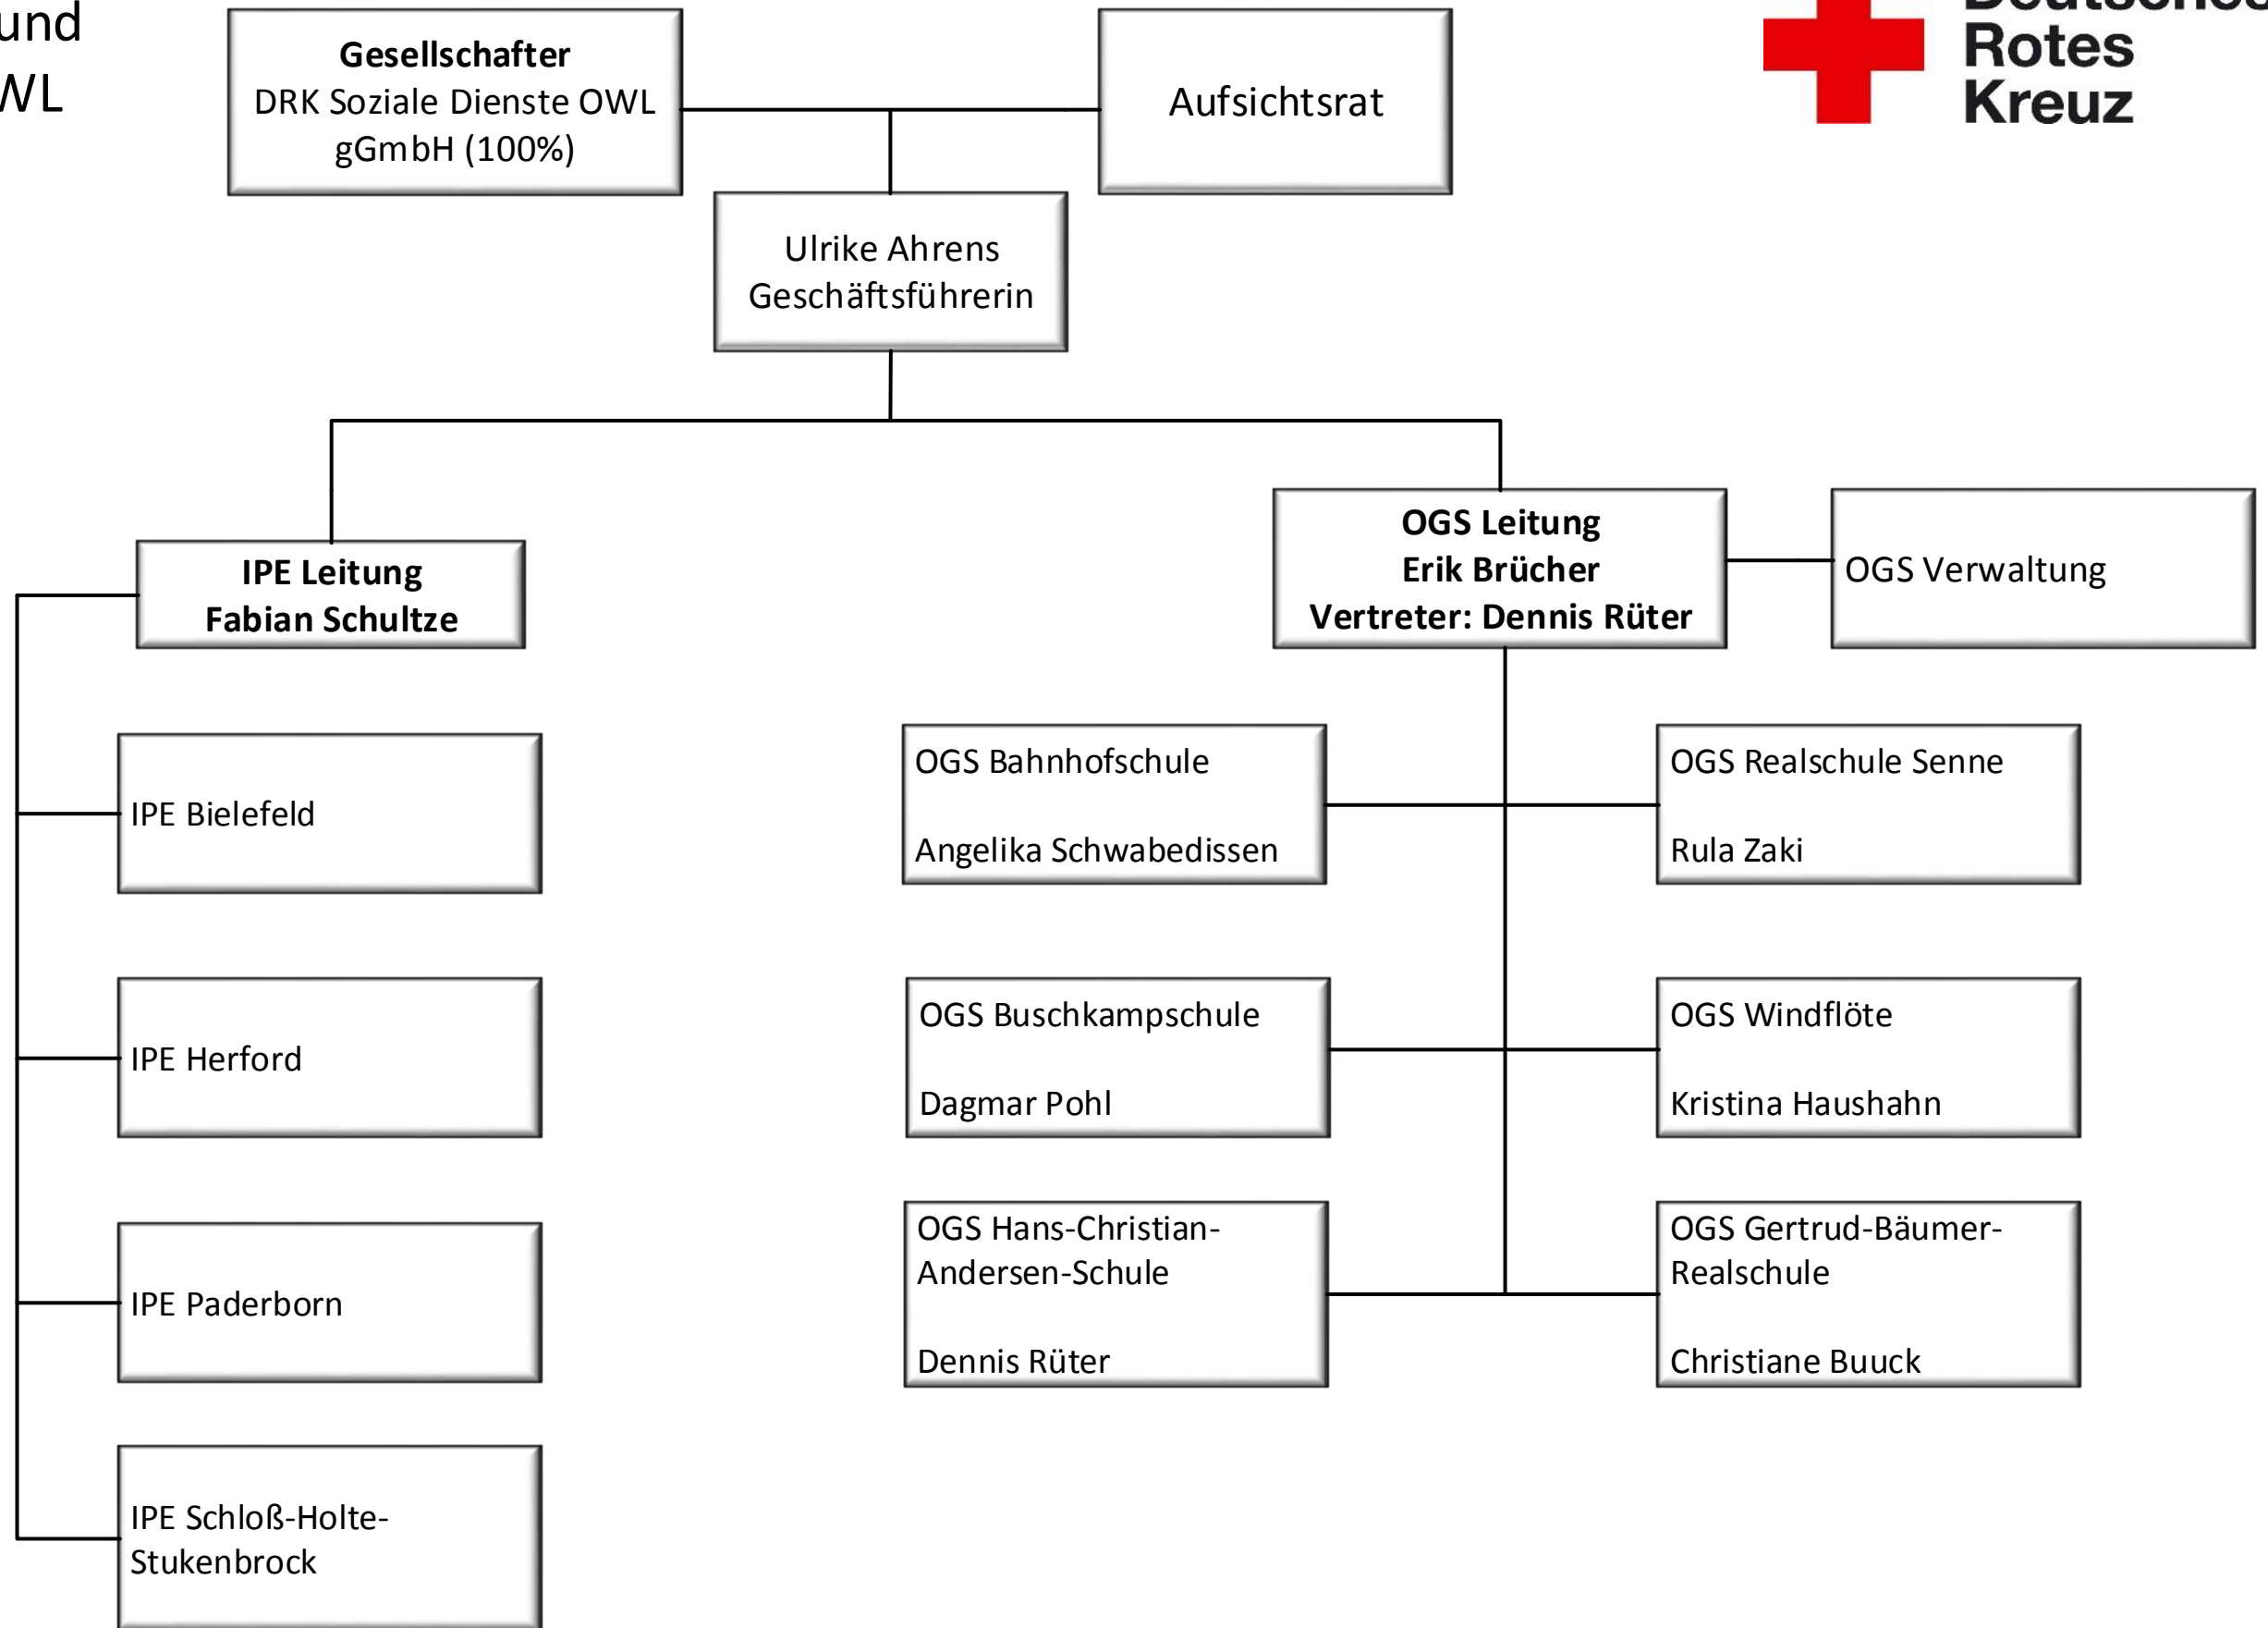 und
WL
Gesellschafter
DRK Soziale Dienste OWL
gGmbH (100%)
Aufsichtsrat
Deutsches
Rotes
Kreuz
Ulrike Ahrens
Geschäftsführerin
IPE Leitung
Fabian Schultze
OGS Leitung
Erik Brücher
Vertreter: Dennis Rüter
OGS Verwaltung
IPE Bielefeld
IPE Herford
IPE Paderborn
IPE Schloß-Holte-
Stukenbrock
OGS Bahnhofschule
Angelika Schwabedissen
OGS Realschule Senne
Rula Zaki
OGS Buschkampschule
Dagmar Pohl
OGS Windflöte
Kristina Haushahn
OGS Hans-Christian-
Andersen-Schule
Dennis Rüter
OGS Gertrud-Bäumer-
Realschule
Christiane Buuck